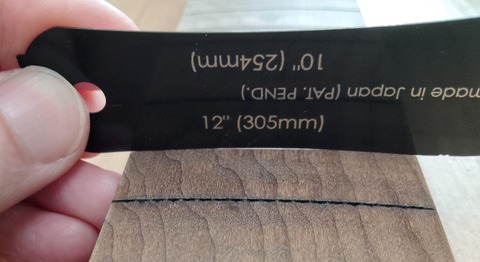 10" (254mm)
made in Japan (PAT. PEND.)
12" (305mm)